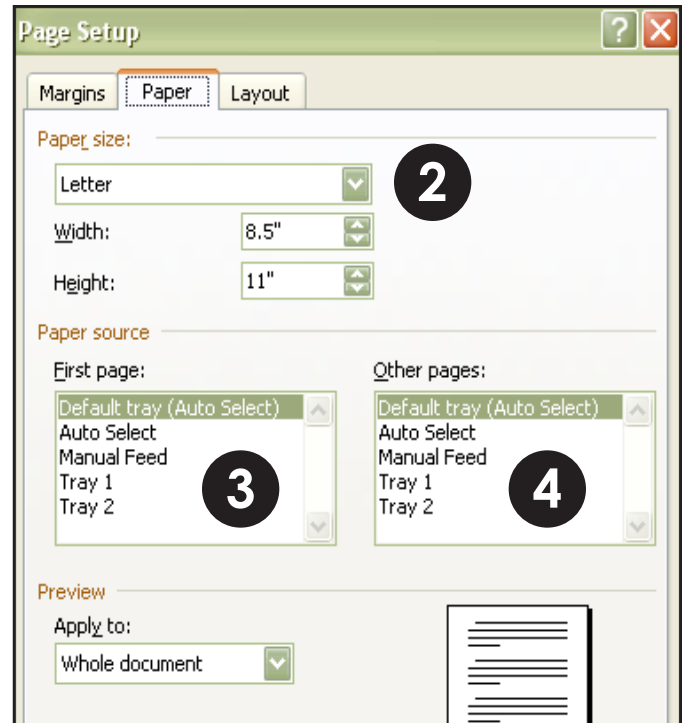 Page Setup ?
Margins Paper Layout
Paper size:
Letter
2
Width: 8.5"
Height: 11"
Paper source
First page: Other pages:
Default tray (Auto Select) Default tray (Auto Select)
Auto Select Auto Select
Manual Feed Manual Feed
Tray 1 Tray 1
3 4
Tray 2 Tray 2
Preview
Apply to:
Whole document